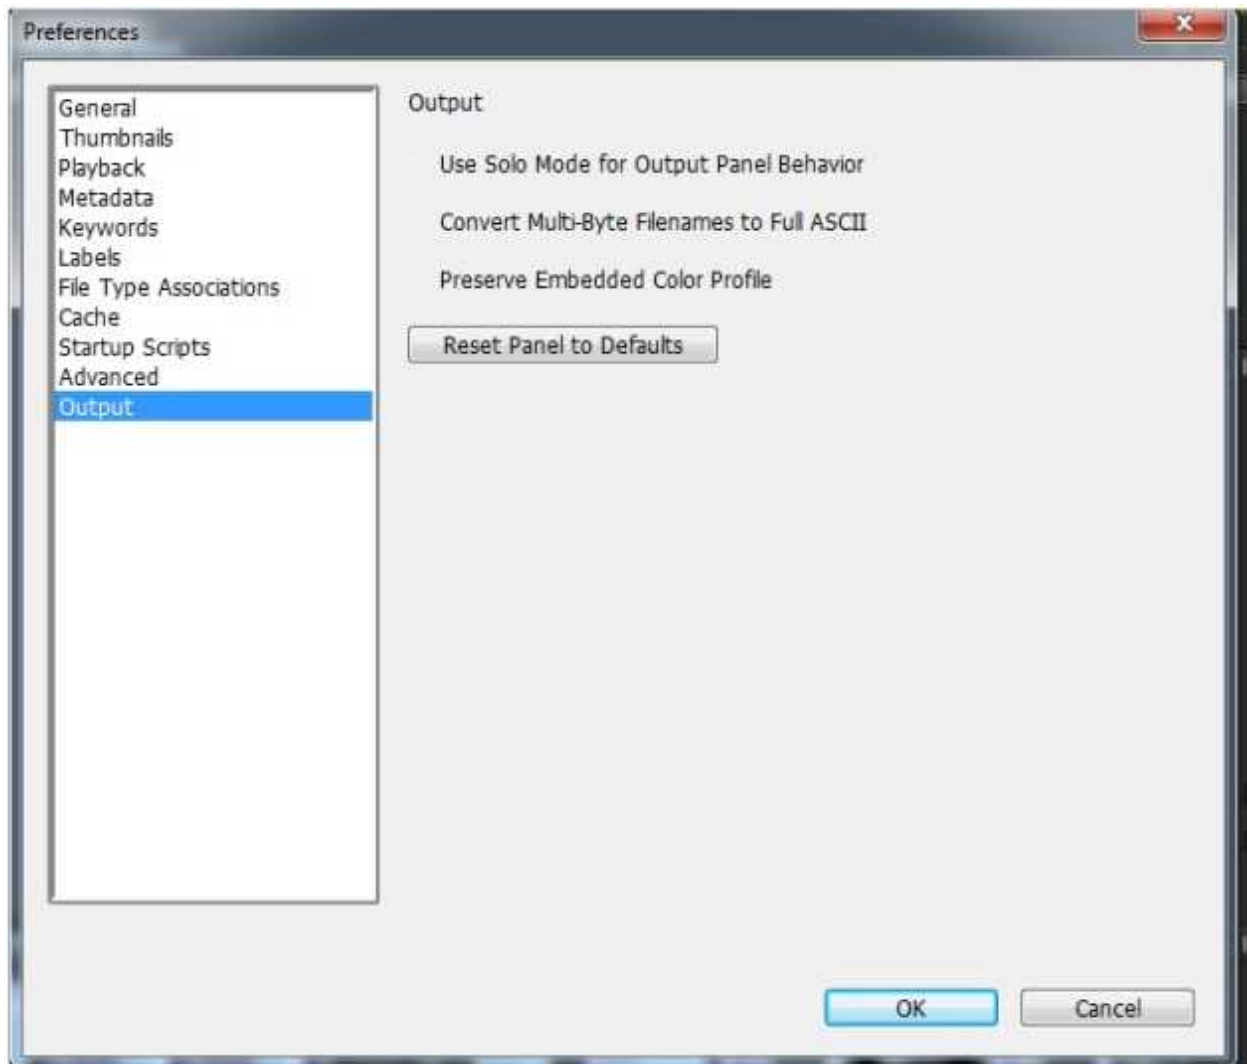 Preferences
General
Thumbnails
Playback
Metadata
Keywords
Labels
File Type Associations
Cache
Startup Scripts
Advanced
Output
Output
Use Solo Mode for Output Panel Behavior
Convert Multi-Byte Filenames to Full ASCII
Preserve Embedded Color Profile
Reset Panel to Defaults
OK
Cancel